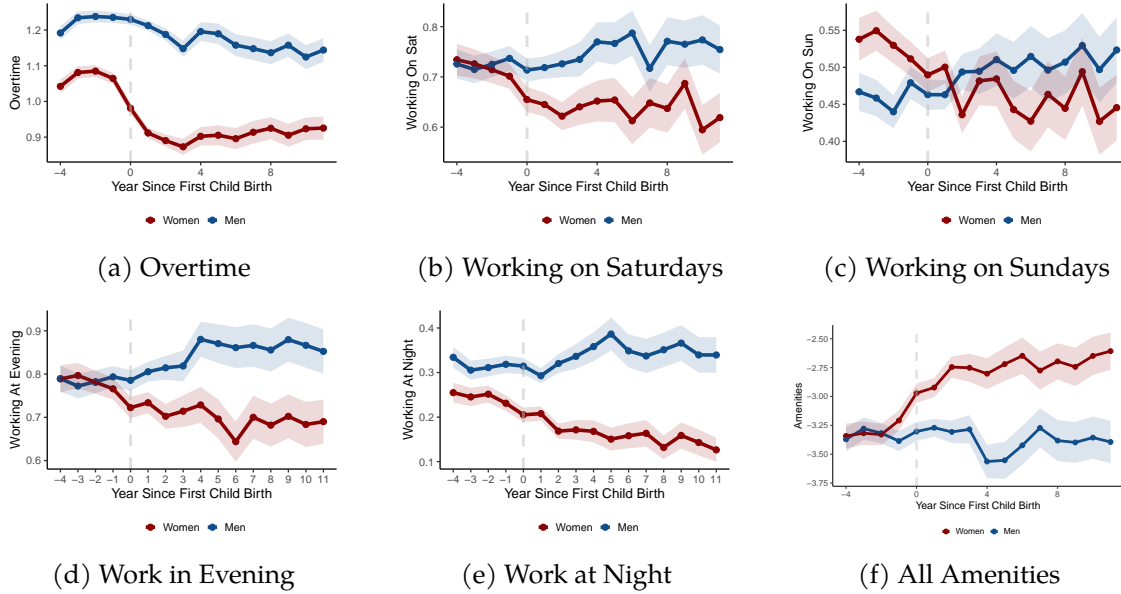 Overtime
1.2
1.1
1.0
0.9
−4 0 4 8
Year Since First Child Birth
Women Men
(a) Overtime
Working On Sat
0.8
0.7
0.6
−4 0 4 8
Year Since First Child Birth
Women Men
(b) Working on Saturdays
Working On Sun
0.55
0.50
0.45
0.40
−4 0 4 8
Year Since First Child Birth
Women Men
(c) Working on Sundays
Working At Evening
0.9
0.8
0.7
0.6
−4 −3 −2 −1 0 1 2 3 4 5 6 7 8 9 10 11
Year Since First Child Birth
Women Men
(d) Work in Evening
Working At Night
0.4
0.3
0.2
0.1
−4 −3 −2 −1 0 1 2 3 4 5 6 7 8 9 10 11
Year Since First Child Birth
Women Men
(e) Work at Night
Amenities
−2.50
−2.75
−3.00
−3.25
−3.50
−3.75
−4 0 4 8
Year Since First Child Birth
Women Men
(f) All Amenities